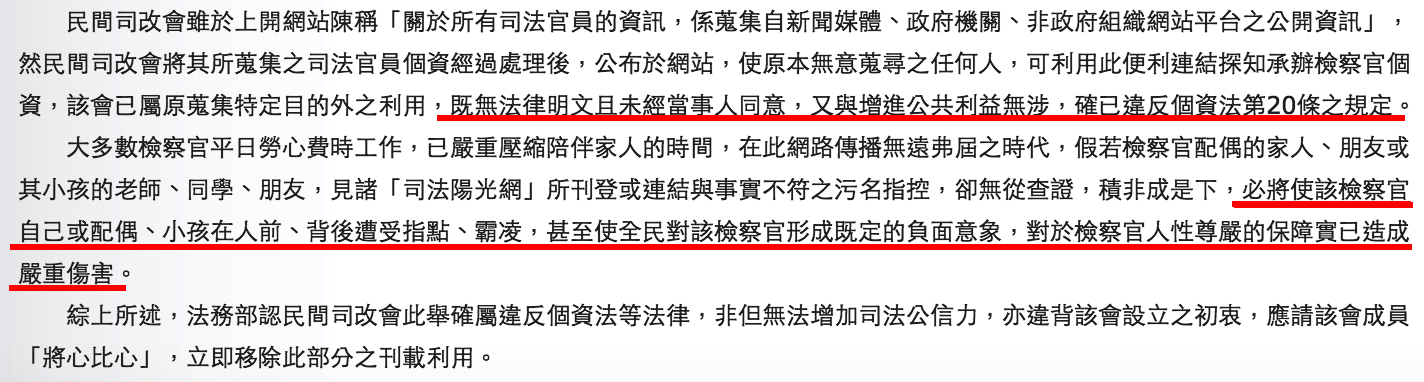 民間司改會雖於上開網站陳稱「關於所有司法官員的資訊，係蒐集自新聞媒體、政府機關、非政府組織網站平台之公開資訊」，
然民間司改會將其所蒐集之司法官員個資經過處理後，公布於網站，使原本無意蒐尋之任何人，可利用此便利連結探知承辦檢察官個
資，該會已屬原蒐集特定目的外之利用，既無法律明文且未經當事人同意，又與增進公共利益無涉，確已違反個資法第20條之規定。
大多數檢察官平日勞心費時工作，已嚴重壓縮陪伴家人的時間，在此網路傳播無遠弗屆之時代，假若檢察官配偶的家人、朋友或
其小孩的老師、同學、朋友，見諸「司法陽光網」所刊登或連結與事實不符之污名指控，卻無從查證，積非成是下，必將使該檢察官
自己或配偶、小孩在人前、背後遭受指點、霸凌，甚至使全民對該檢察官形成既定的負面意象，對於檢察官人性尊嚴的保障實已造成
嚴重傷害。
綜上所述，法務部認民間司改會此舉確屬違反個資法等法律，非但無法增加司法公信力，亦違背該會設立之初衷，應請該會成員
「將心比心」，立即移除此部分之刊載利用。